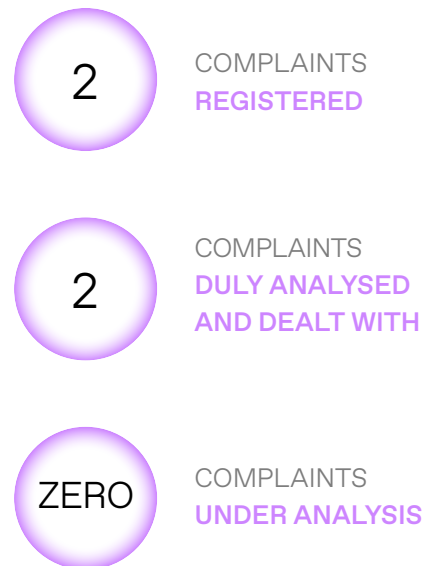 2
COMPLAINTS
REGISTERED
2
COMPLAINTS
DULY ANALYSED
AND DEALT WITH
ZERO
COMPLAINTS
UNDER ANALYSIS